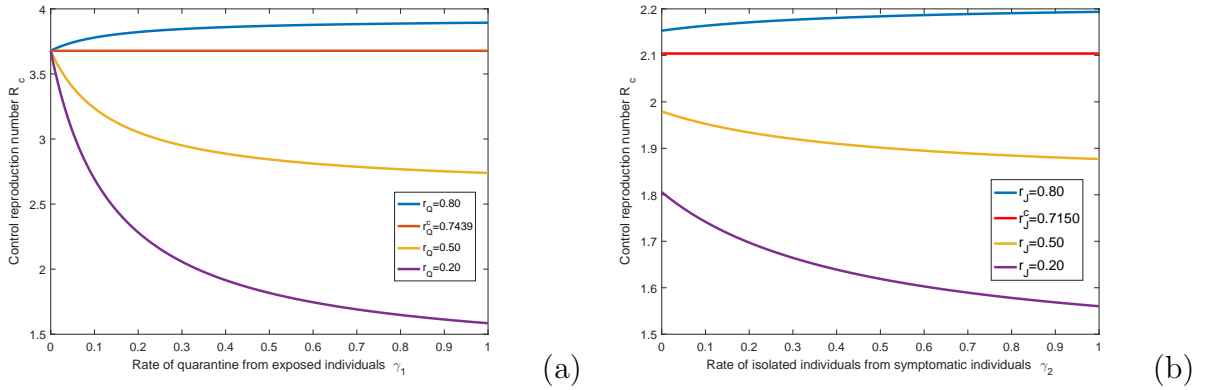 Control reproduction number R_c
4
3.5
3
2.5
2
1.5
0 0.1 0.2 0.3 0.4 0.5 0.6 0.7 0.8 0.9 1
Rate of quarantine from exposed individuals γ_1
r_Q=0.80
r_Q^c=0.7439
r_Q=0.50
r_Q=0.20
(a)
Control reproduction number R_c
2.2
2.1
2
1.9
1.8
1.7
1.6
1.5
0 0.1 0.2 0.3 0.4 0.5 0.6 0.7 0.8 0.9 1
Rate of isolated individuals from symptomatic individuals γ_2
r_J=0.80
r_J^c=0.7150
r_J=0.50
r_J=0.20
(b)